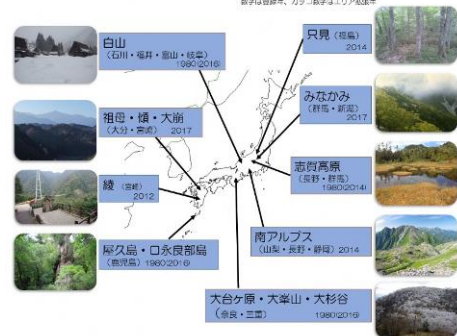 数字は登録年、カッコ数字はエリア拡張年
白山
（石川・福井・富山・岐阜）
1980(2016)
只見（福島）
2014
みなかみ
（群馬・新潟）
2017
祖母・傾・大崩
（大分・宮崎） 2017
志賀高原
（長野・群馬）
1980(2014)
綾（宮崎）
2012
南アルプス
（山梨・長野・静岡）2014
屋久島・口永良部島
（鹿児島）1980(2016)
大台ケ原・大峯山・大杉谷
（奈良・三重） 1980(2016)